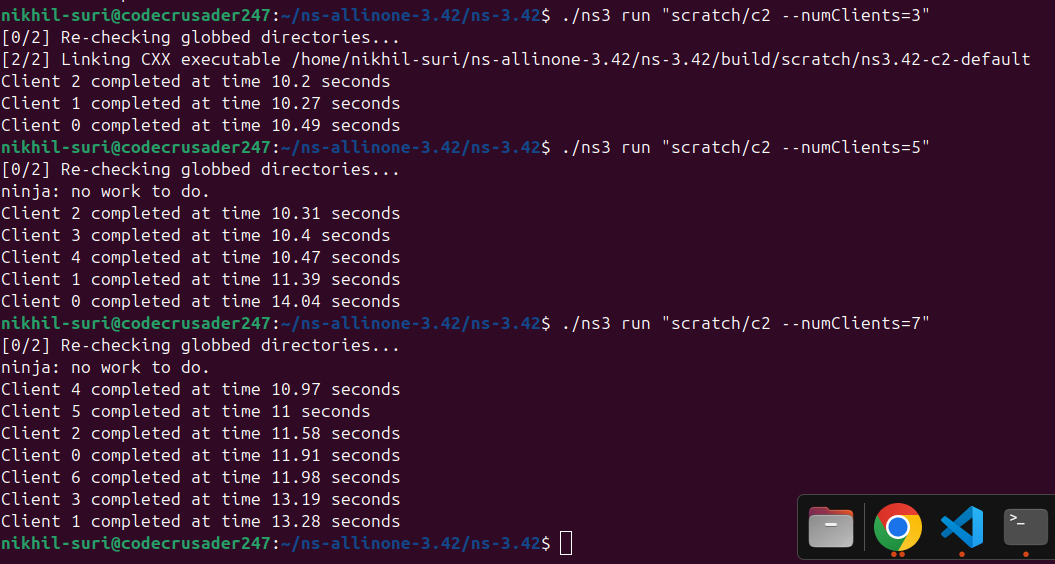 nikhil-suri@codecrusader247:~/ns-allinone-3.42/ns-3.42$ ./ns3 run "scratch/c2 --numClients=3"
[0/2] Re-checking globbed directories...
[2/2] Linking CXX executable /home/nikhil-suri/ns-allinone-3.42/ns-3.42/build/scratch/ns3.42-c2-default
Client 2 completed at time 10.2 seconds
Client 1 completed at time 10.27 seconds
Client 0 completed at time 10.49 seconds
nikhil-suri@codecrusader247:~/ns-allinone-3.42/ns-3.42$ ./ns3 run "scratch/c2 --numClients=5"
[0/2] Re-checking globbed directories...
ninja: no work to do.
Client 2 completed at time 10.31 seconds
Client 3 completed at time 10.4 seconds
Client 4 completed at time 10.47 seconds
Client 1 completed at time 11.39 seconds
Client 0 completed at time 14.04 seconds
nikhil-suri@codecrusader247:~/ns-allinone-3.42/ns-3.42$ ./ns3 run "scratch/c2 --numClients=7"
[0/2] Re-checking globbed directories...
ninja: no work to do.
Client 4 completed at time 10.97 seconds
Client 5 completed at time 11 seconds
Client 2 completed at time 11.58 seconds
Client 0 completed at time 11.91 seconds
Client 6 completed at time 11.98 seconds
Client 3 completed at time 13.19 seconds
Client 1 completed at time 13.28 seconds
nikhil-suri@codecrusader247:~/ns-allinone-3.42/ns-3.42$